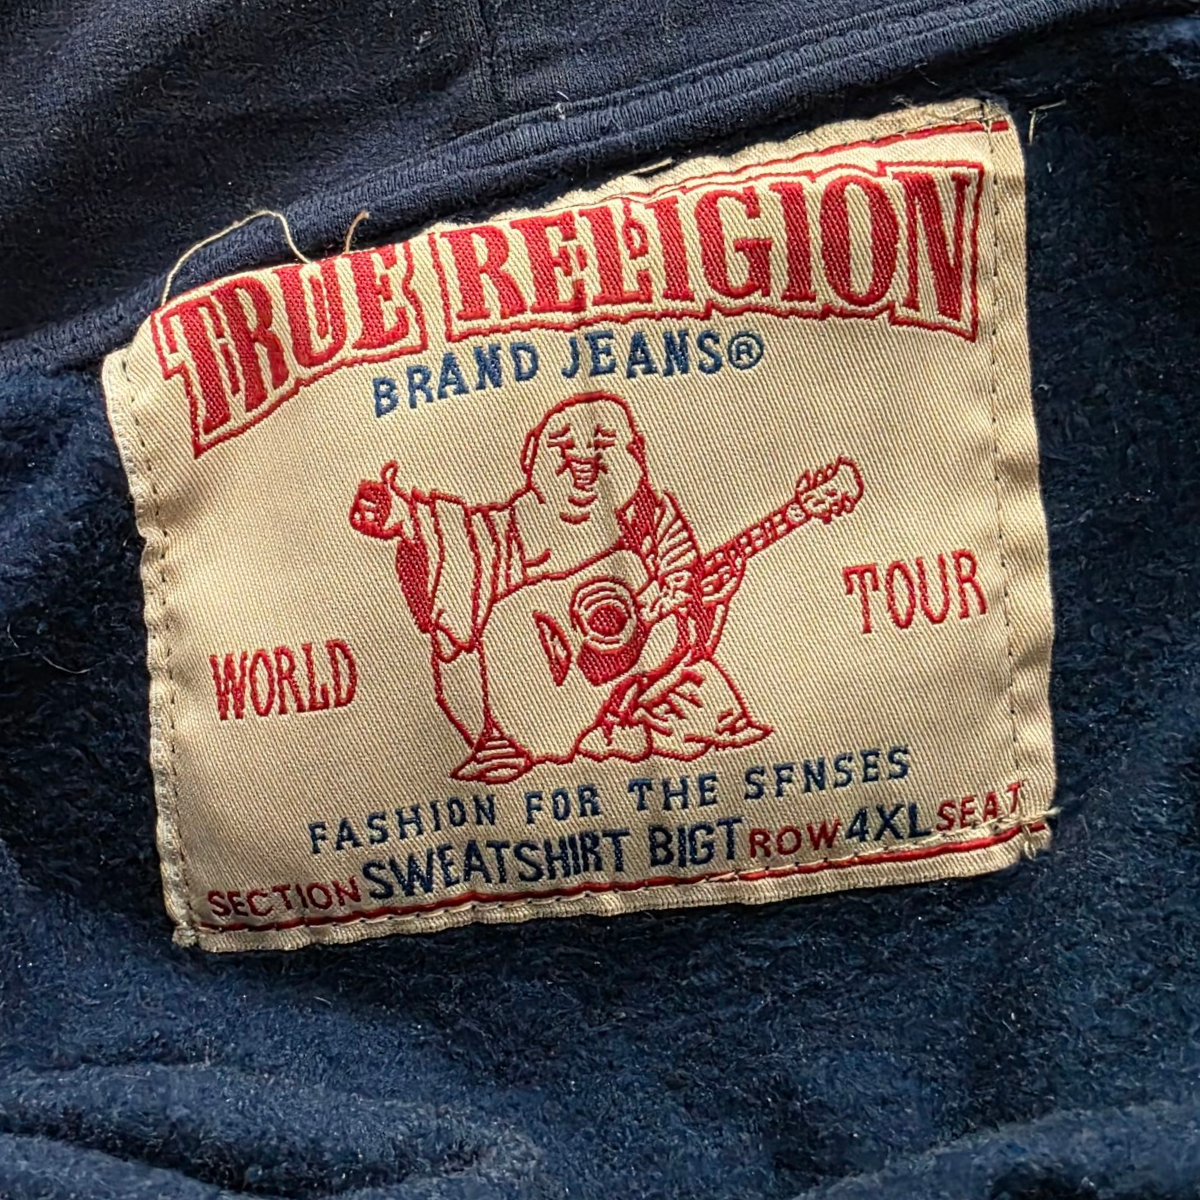 TRUE RELIGION
BRAND JEANS®
WORLD TOUR
FASHION FOR THE SFNSES
SECTION SWEATSHIRT BIGT ROW 4XL SEAT